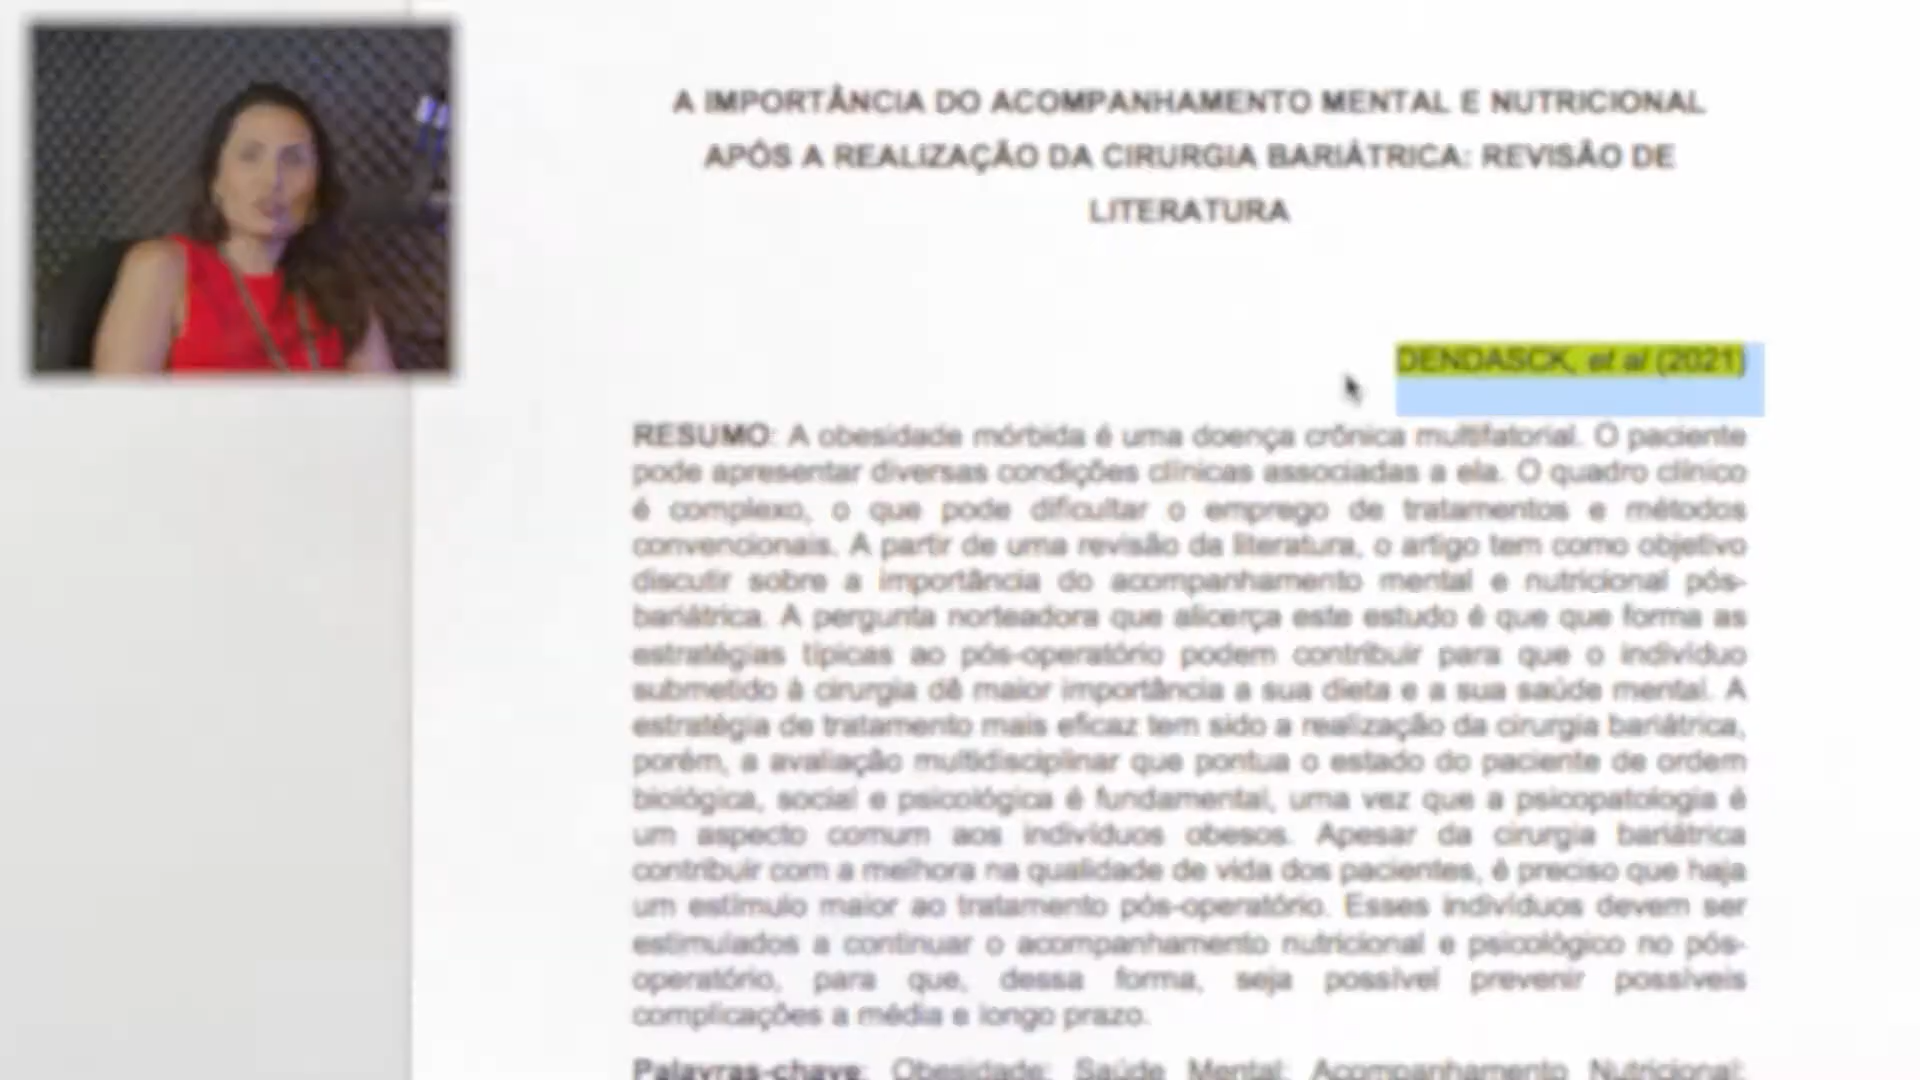 A IMPORTÂNCIA DO ACOMPANHAMENTO MENTAL E NUTRICIONAL
APÓS A REALIZAÇÃO DA CIRURGIA BARIÁTRICA: REVISÃO DE
LITERATURA
DENDASCK, et al (2021)
RESUMO: A obesidade mórbida é uma doença crônica multifatorial. O paciente
pode apresentar diversas condições clínicas associadas a ela. O quadro clínico
é complexo, o que pode dificultar o emprego de tratamentos e métodos
convencionais. A partir de uma revisão da literatura, o artigo tem como objetivo
discutir sobre a importância do acompanhamento mental e nutricional pós-
bariátrica. A pergunta norteadora que alicerça este estudo é que que forma as
estratégias típicas ao pós-operatório podem contribuir para que o indivíduo
submetido à cirurgia dê maior importância a sua dieta e a sua saúde mental. A
estratégia de tratamento mais eficaz tem sido a realização da cirurgia bariátrica,
porém, a avaliação multidisciplinar que pontua o estado do paciente de ordem
biológica, social e psicológica é fundamental, uma vez que a psicopatologia é
um aspecto comum aos indivíduos obesos. Apesar da cirurgia bariátrica
contribuir com a melhora na qualidade de vida dos pacientes, é preciso que haja
um estímulo maior ao tratamento pós-operatório. Esses indivíduos devem ser
estimulados a continuar o acompanhamento nutricional e psicológico no pós-
operatório, para que, dessa forma, seja possível prevenir possíveis
complicações a média e longo prazo.
Palavras-chave: Obesidade; Saúde Mental; Acompanhamento Nutricional;